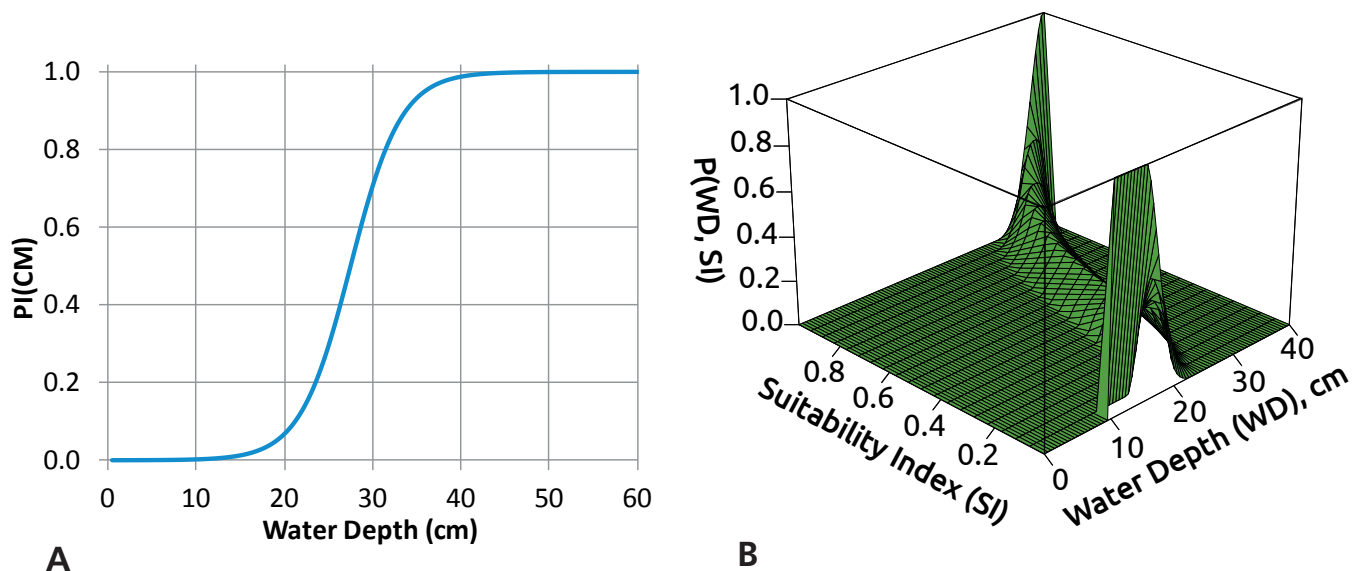 1.0
0.8
0.6
0.4
0.2
0.0
PI(CM)
0 10 20 30 40 50 60
Water Depth (cm)
A
1.0
0.8
0.6
0.4
0.2
0.0
P(WD, SI)
0.8
0.6
0.4
0.2
Suitability Index (SI)
0
10
20
30
40
Water Depth (WD), cm
B